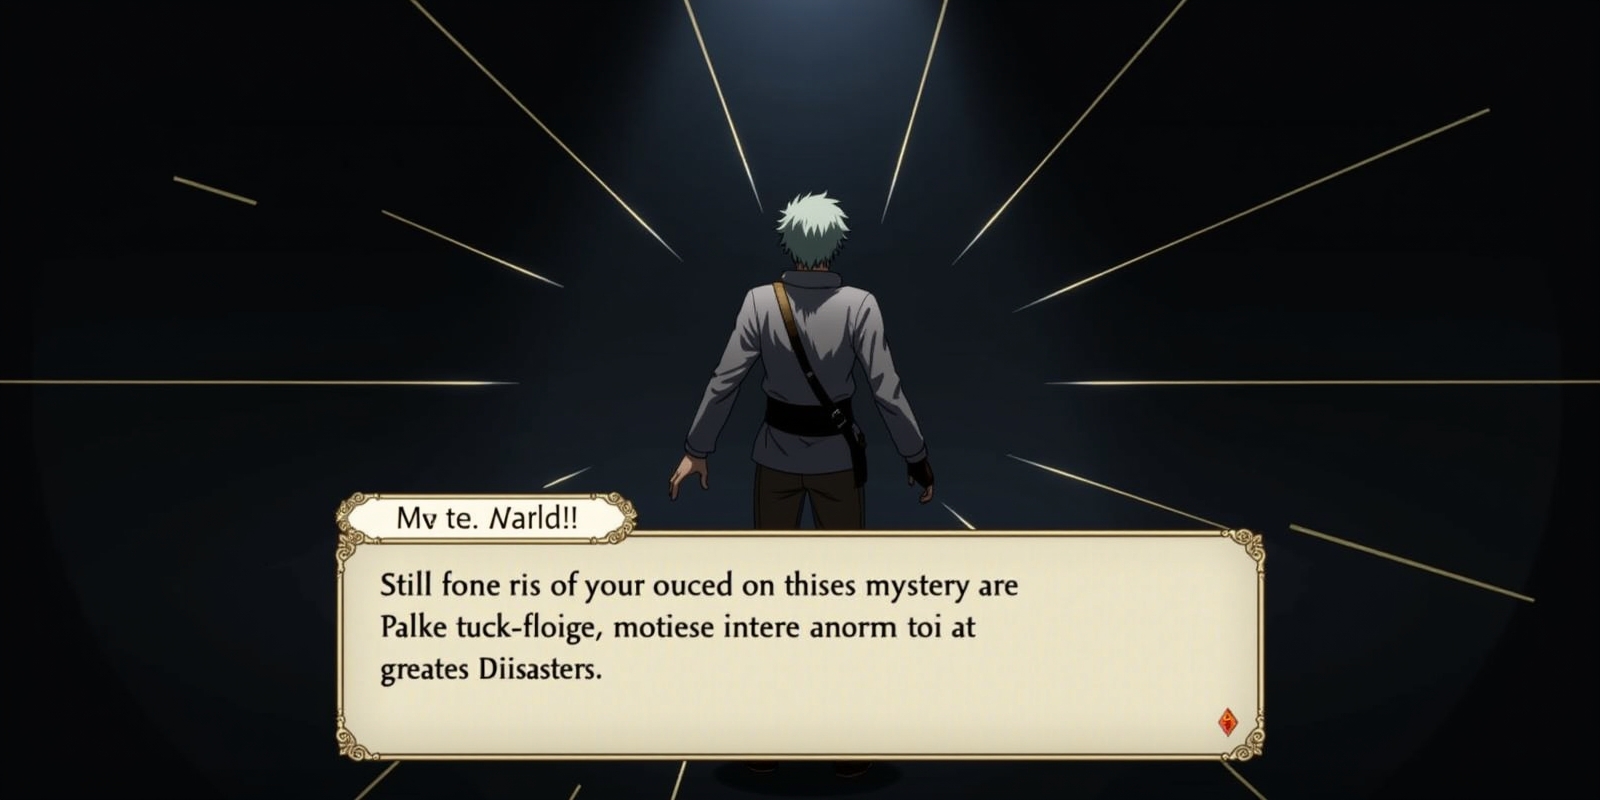 Mv te. Narld!!
Still fone ris of your ouced on thises mystery are
Palke tuck-floige, motiese intere anorm toi at
greates Diisasters.